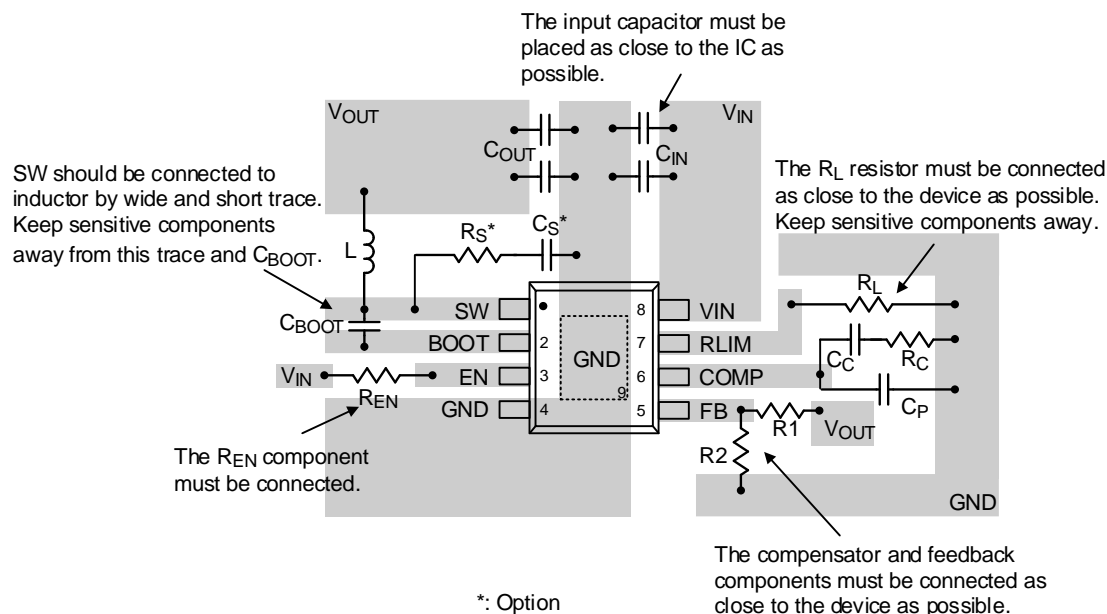 The input capacitor must be
placed as close to the IC as
possible.
VOUT
VIN
COUT
CIN
SW should be connected to
inductor by wide and short trace.
Keep sensitive components
away from this trace and CBOOT.
The RL resistor must be connected
as close to the device as possible.
Keep sensitive components away.
L
RS*
CS*
RL
CBOOT
SW
8
VIN
BOOT
2
GND
7
RLIM
CC
RC
VIN
REN
EN
3
9
6
COMP
CP
GND
4
5
FB
R1
VOUT
R2
The REN component
must be connected.
GND
The compensator and feedback
components must be connected as
close to the device as possible.
*: Option